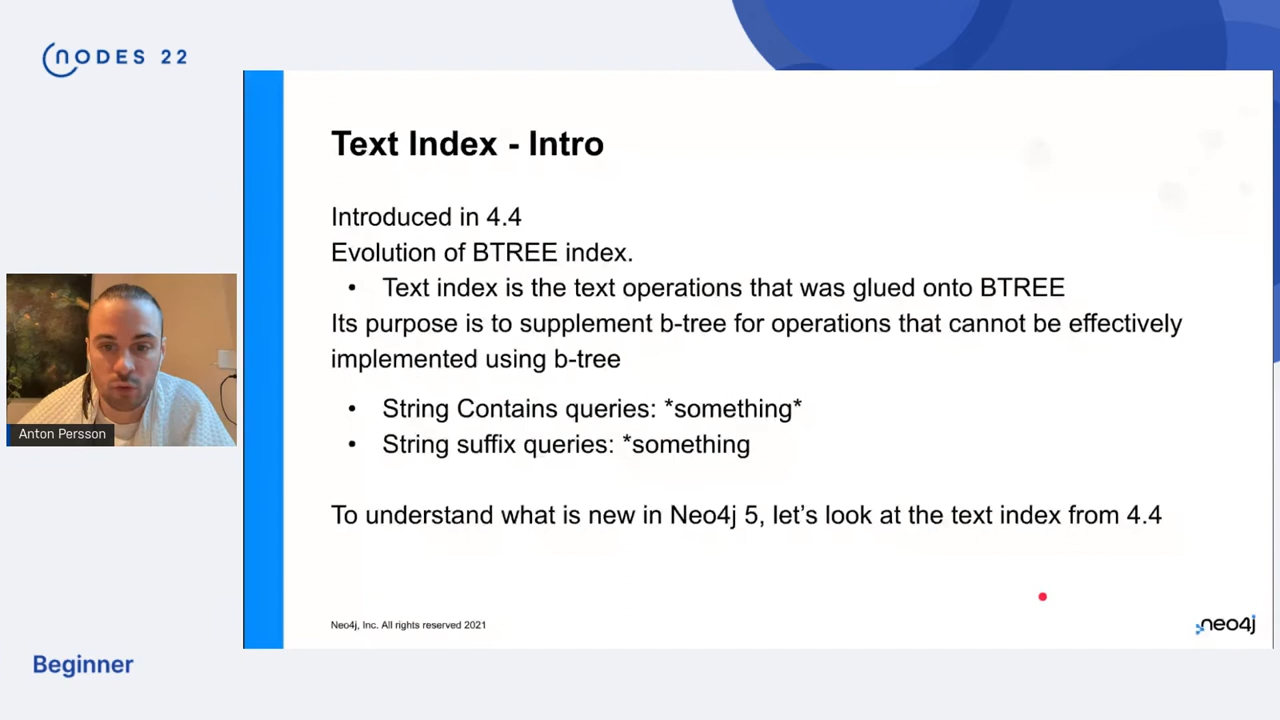 NODES 22
Text Index - Intro
Introduced in 4.4
Evolution of BTREE index.
• Text index is the text operations that was glued onto BTREE
Its purpose is to supplement b-tree for operations that cannot be effectively
implemented using b-tree
• String Contains queries: *something*
• String suffix queries: *something
To understand what is new in Neo4j 5, let’s look at the text index from 4.4
Anton Persson
Neo4j, Inc. All rights reserved 2021
neo4j
Beginner